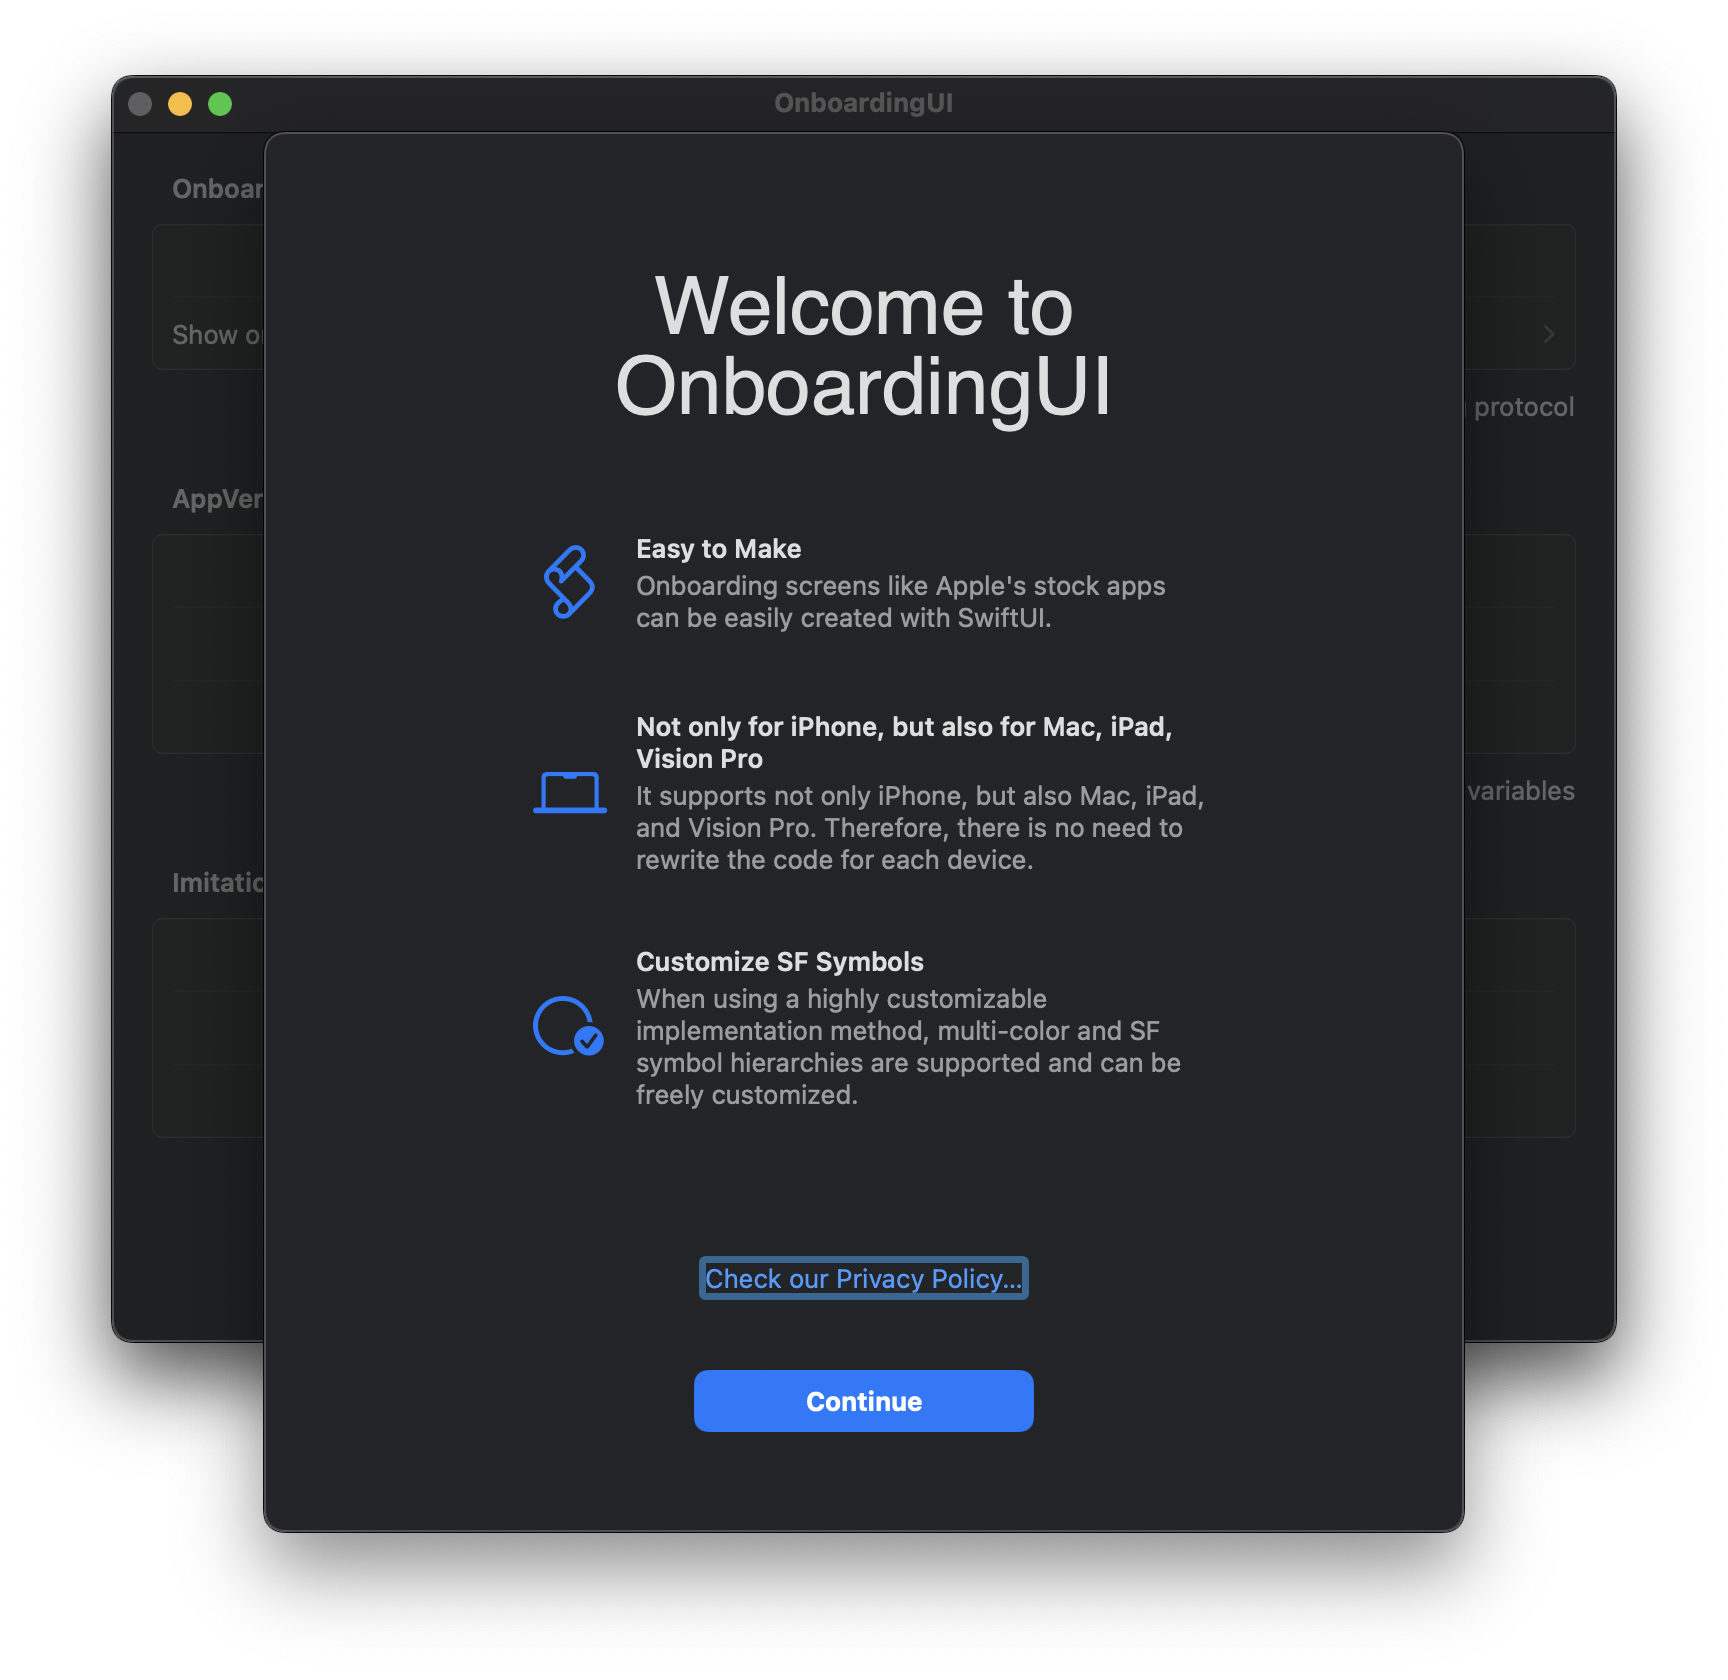 OnboardingUI
Welcome to
OnboardingUI
Easy to Make
Onboarding screens like Apple's stock apps
can be easily created with SwiftUI.
Not only for iPhone, but also for Mac, iPad,
Vision Pro
It supports not only iPhone, but also Mac, iPad,
and Vision Pro. Therefore, there is no need to
rewrite the code for each device.
Customize SF Symbols
When using a highly customizable
implementation method, multi-color and SF
symbol hierarchies are supported and can be
freely customized.
Check our Privacy Policy...
Continue
Show
protocol
variables